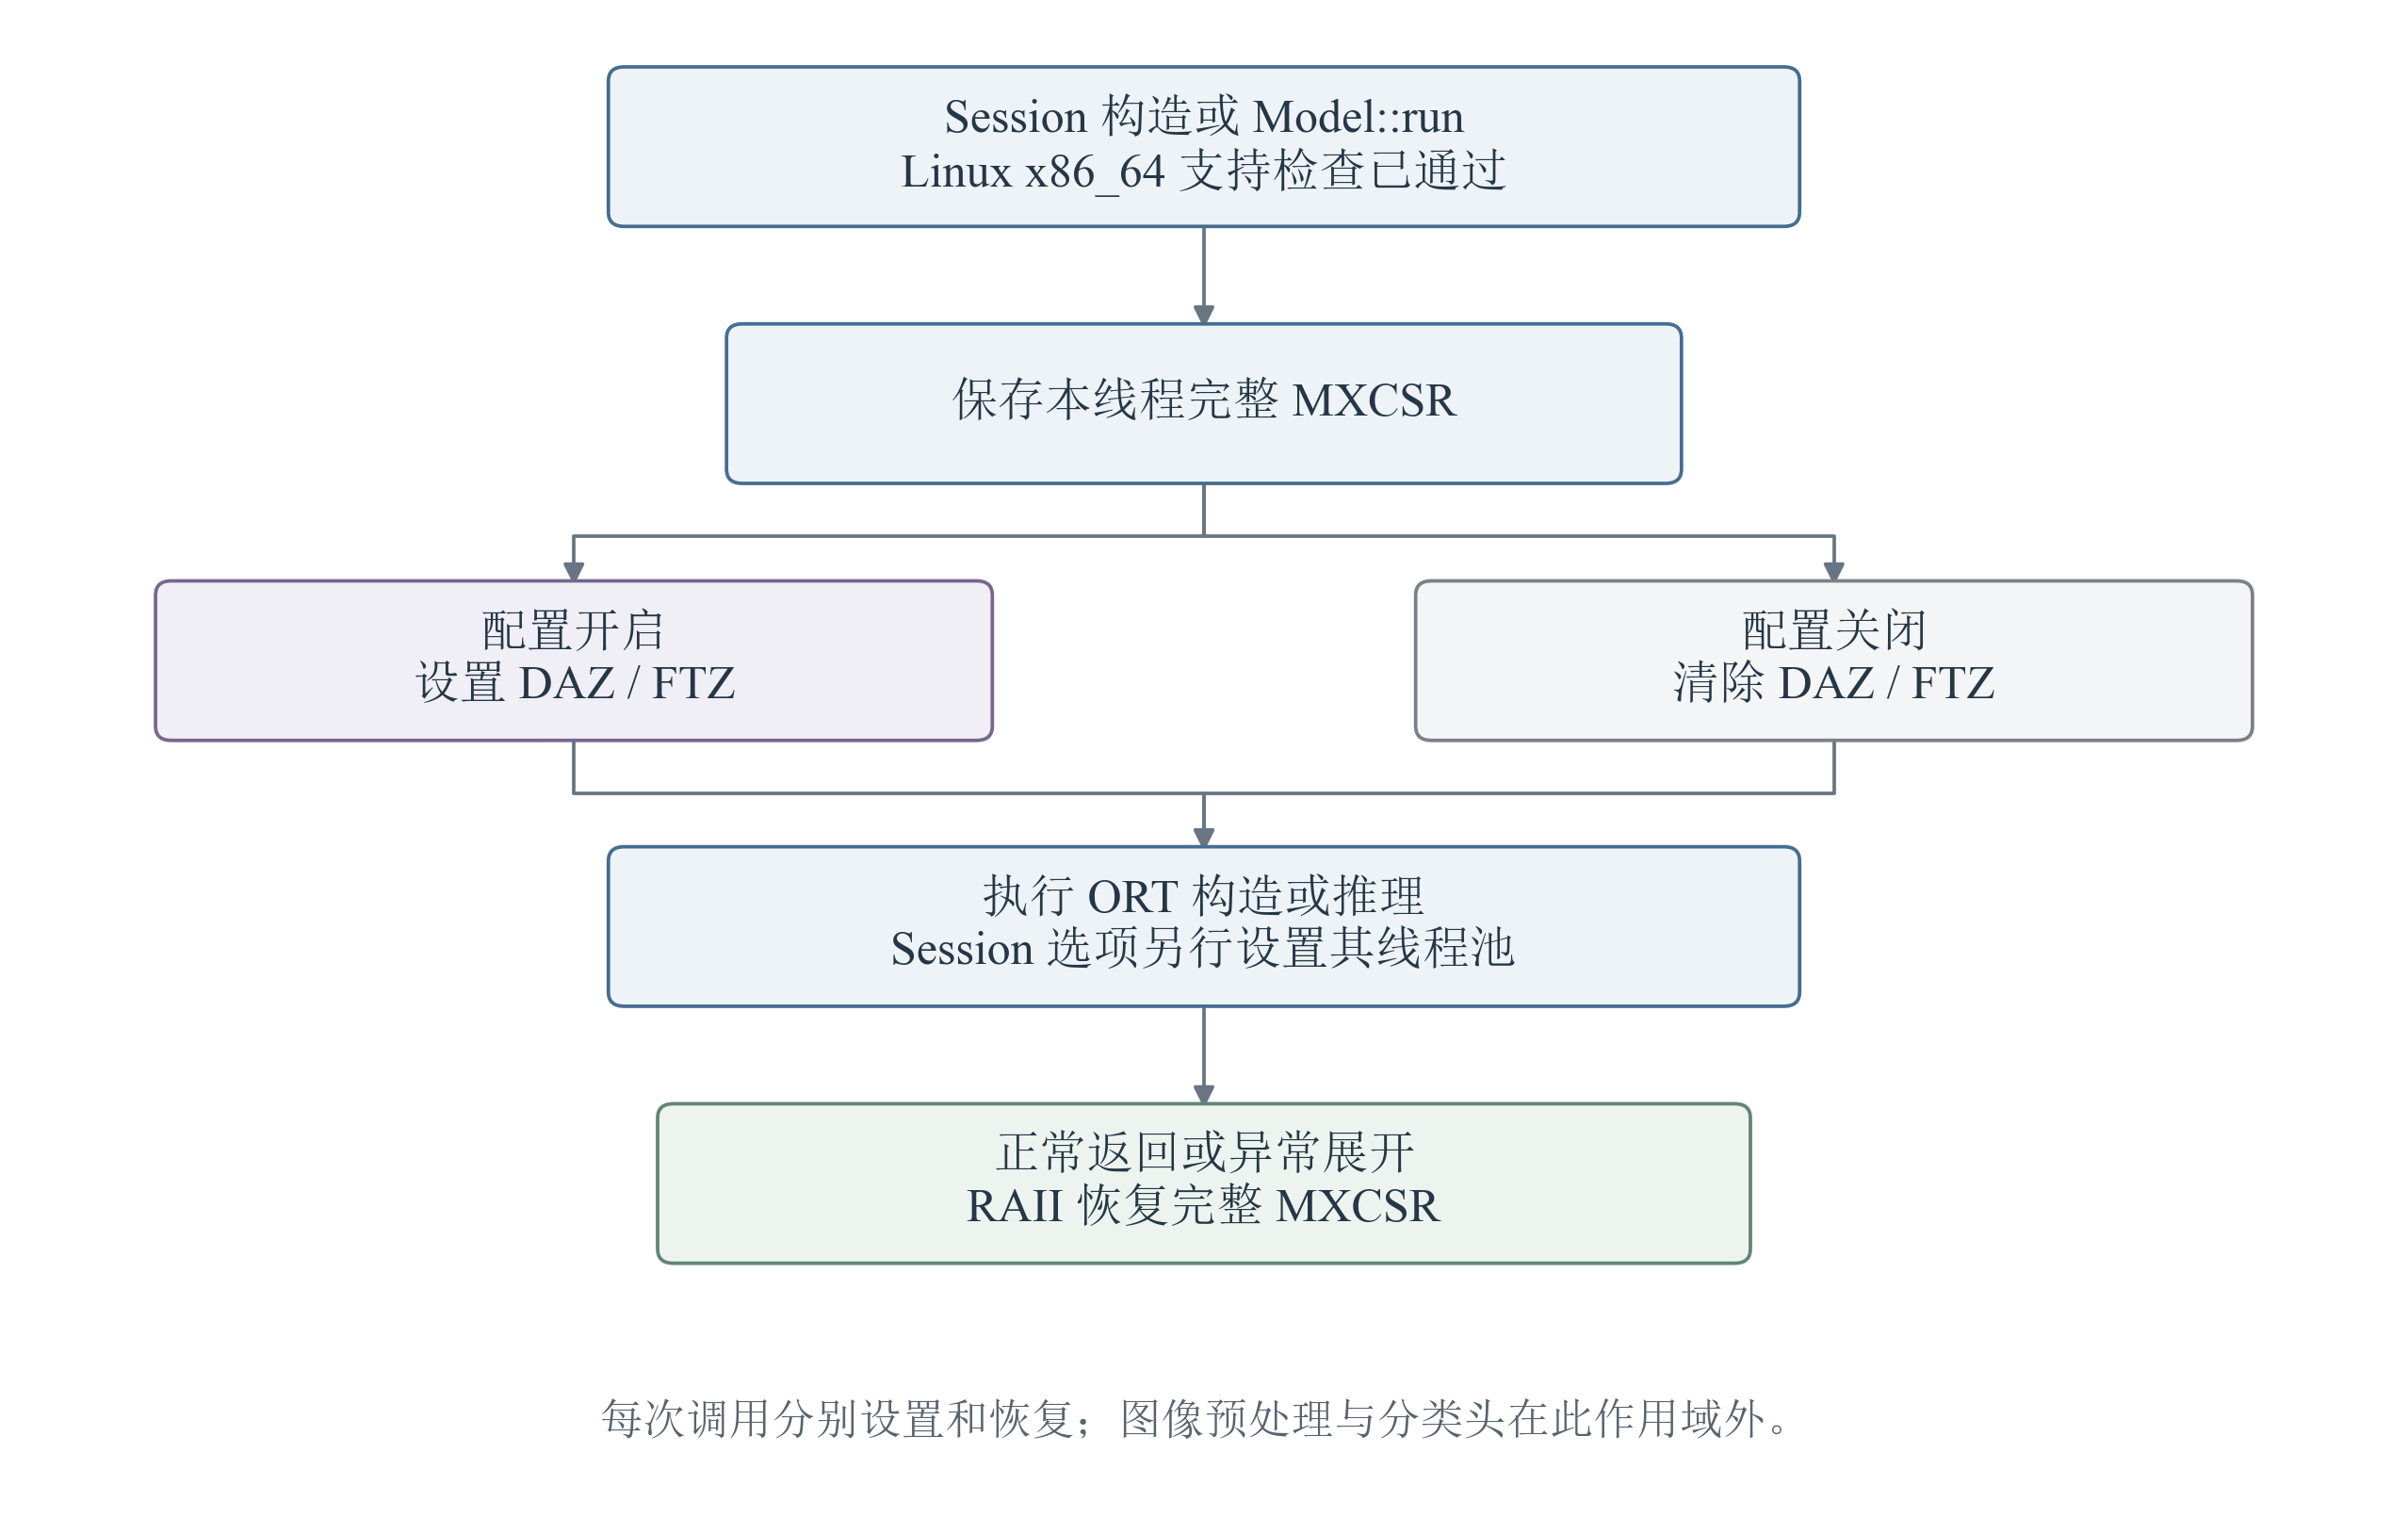 Session 构造或 Model::run
Linux x86_64 支持检查已通过
保存本线程完整 MXCSR
配置开启
设置 DAZ / FTZ
配置关闭
清除 DAZ / FTZ
执行 ORT 构造或推理
Session 选项另行设置其线程池
正常返回或异常展开
RAII 恢复完整 MXCSR
每次调用分别设置和恢复；图像预处理与分类头在此作用域外。